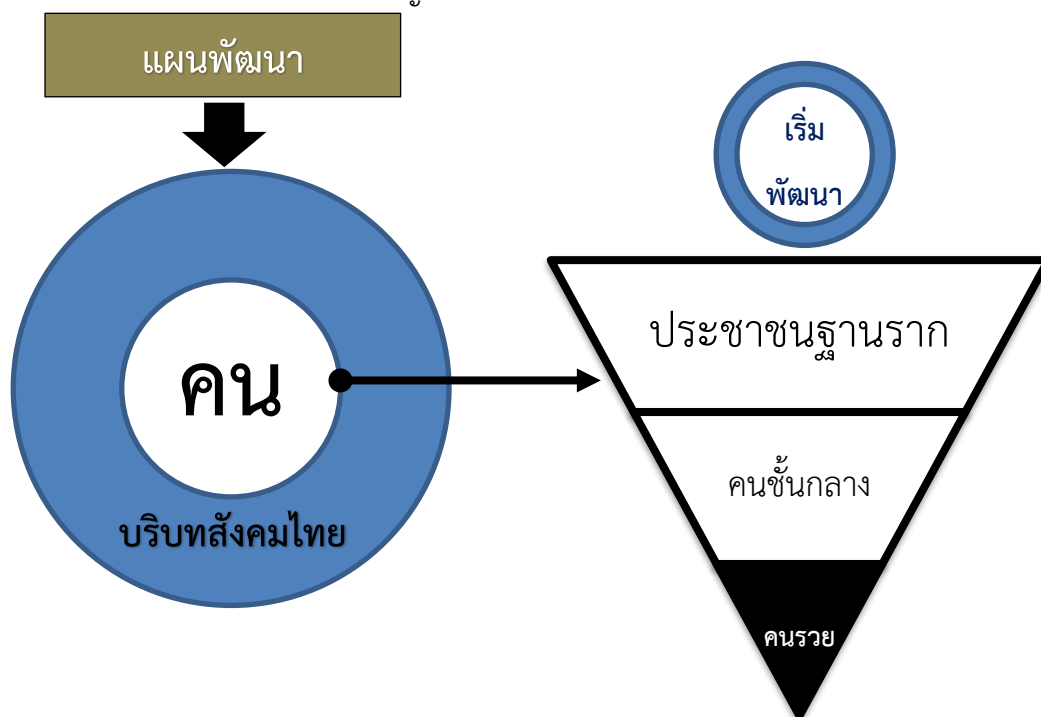 แผนพัฒนา
เริ่ม
พัฒนา
ประชาชนฐานราก
คน
คนชั้นกลาง
บริบทสังคมไทย
คนรวย